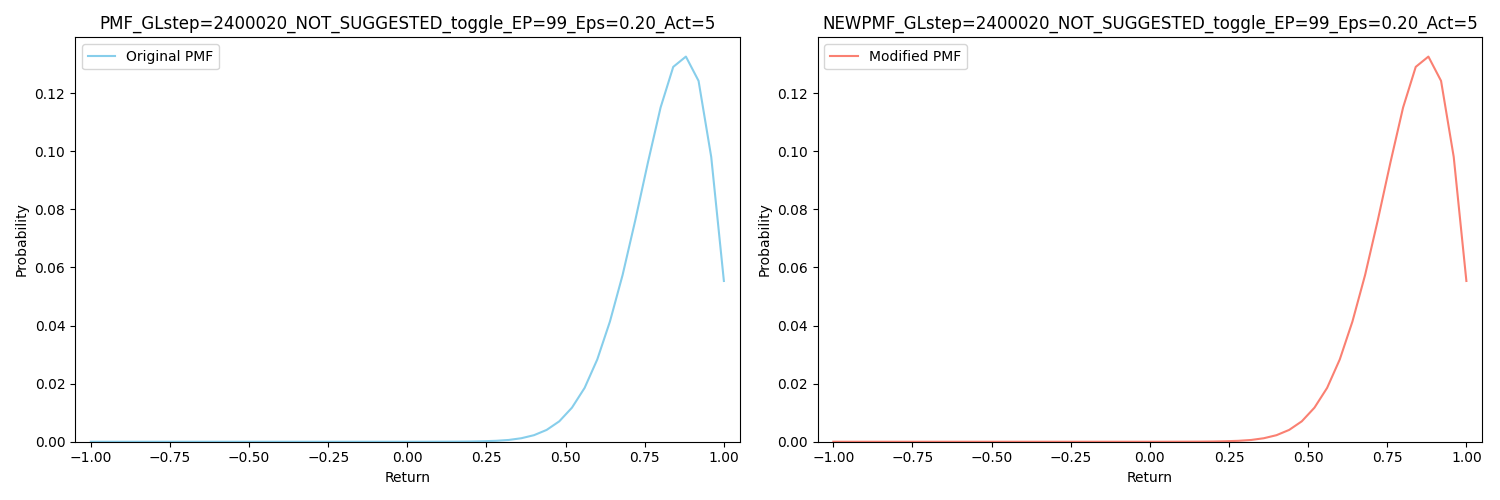 PMF_GLstep=2400020_NOT_SUGGESTED_toggle_EP=99_Eps=0.20_Act=5
Original PMF
Probability
0.12
0.10
0.08
0.06
0.04
0.02
0.00
−1.00 −0.75 −0.50 −0.25 0.00 0.25 0.50 0.75 1.00
Return
NEWPMF_GLstep=2400020_NOT_SUGGESTED_toggle_EP=99_Eps=0.20_Act=5
Modified PMF
Probability
0.12
0.10
0.08
0.06
0.04
0.02
0.00
−1.00 −0.75 −0.50 −0.25 0.00 0.25 0.50 0.75 1.00
Return